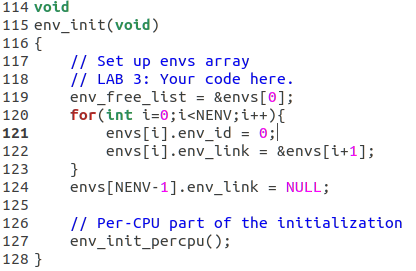 114 void
115 env_init(void)
116 {
117     // Set up envs array
118     // LAB 3: Your code here.
119     env_free_list = &envs[0];
120     for(int i=0;i<NENV;i++){
121         envs[i].env_id = 0;
122         envs[i].env_link = &envs[i+1];
123     }
124     envs[NENV-1].env_link = NULL;
125
126     // Per-CPU part of the initialization
127     env_init_percpu();
128 }